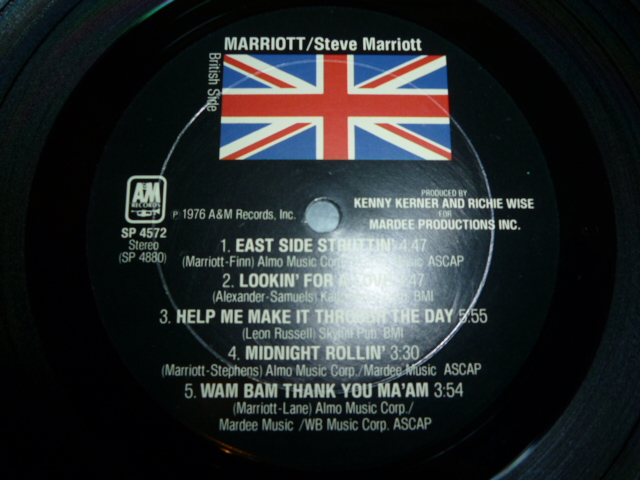 MARRIOTT/Steve Marriott
British Side
PRODUCED BY
KENNY KERNER AND RICHIE WISE
FOR
MARDEE PRODUCTIONS INC.
A&M
RECORDS
SP 4572
Stereo
(SP 4880)
℗ 1976 A&M Records, Inc.
1. EAST SIDE STRUTTIN' 4:47
(Marriott-Finn) Almo Music Corp. Music ASCAP
2. LOOKIN' FOR A 47
(Alexander-Samuels) BMI
3. HELP ME MAKE IT THROUGH THE DAY 5:55
(Leon Russell) Skyhill Pub. BMI
4. MIDNIGHT ROLLIN' 3:30
(Marriott-Stephens) Almo Music Corp./Mardee Music ASCAP
5. WAM BAM THANK YOU MA'AM 3:54
(Marriott-Lane) Almo Music Corp./
Mardee Music /WB Music Corp. ASCAP